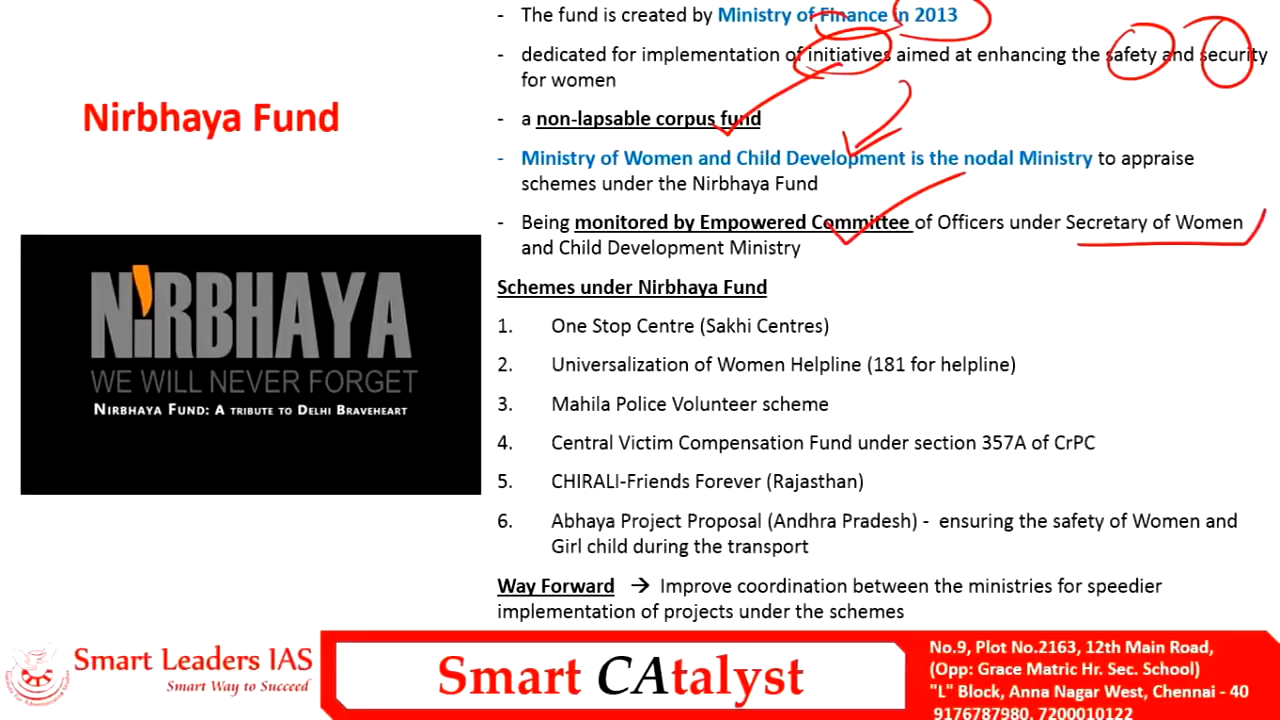 - The fund is created by Ministry of Finance in 2013
- dedicated for implementation of initiatives aimed at enhancing the safety and security
for women
Nirbhaya Fund
- a non-lapsable corpus fund
- Ministry of Women and Child Development is the nodal Ministry to appraise
schemes under the Nirbhaya Fund
- Being monitored by Empowered Committee of Officers under Secretary of Women
and Child Development Ministry
NIRBHAYA
WE WILL NEVER FORGET
NIRBHAYA FUND: A TRIBUTE TO DELHI BRAVEHEART
Schemes under Nirbhaya Fund
1. One Stop Centre (Sakhi Centres)
2. Universalization of Women Helpline (181 for helpline)
3. Mahila Police Volunteer scheme
4. Central Victim Compensation Fund under section 357A of CrPC
5. CHIRALI-Friends Forever (Rajasthan)
6. Abhaya Project Proposal (Andhra Pradesh) - ensuring the safety of Women and
Girl child during the transport
Way Forward → Improve coordination between the ministries for speedier
implementation of projects under the schemes
Smart Leaders IAS
Smart Way to Succeed
Smart CAtalyst
No.9, Plot No.2163, 12th Main Road,
(Opp: Grace Matric Hr. Sec. School)
"L" Block, Anna Nagar West, Chennai - 40
9176787980, 7200010122